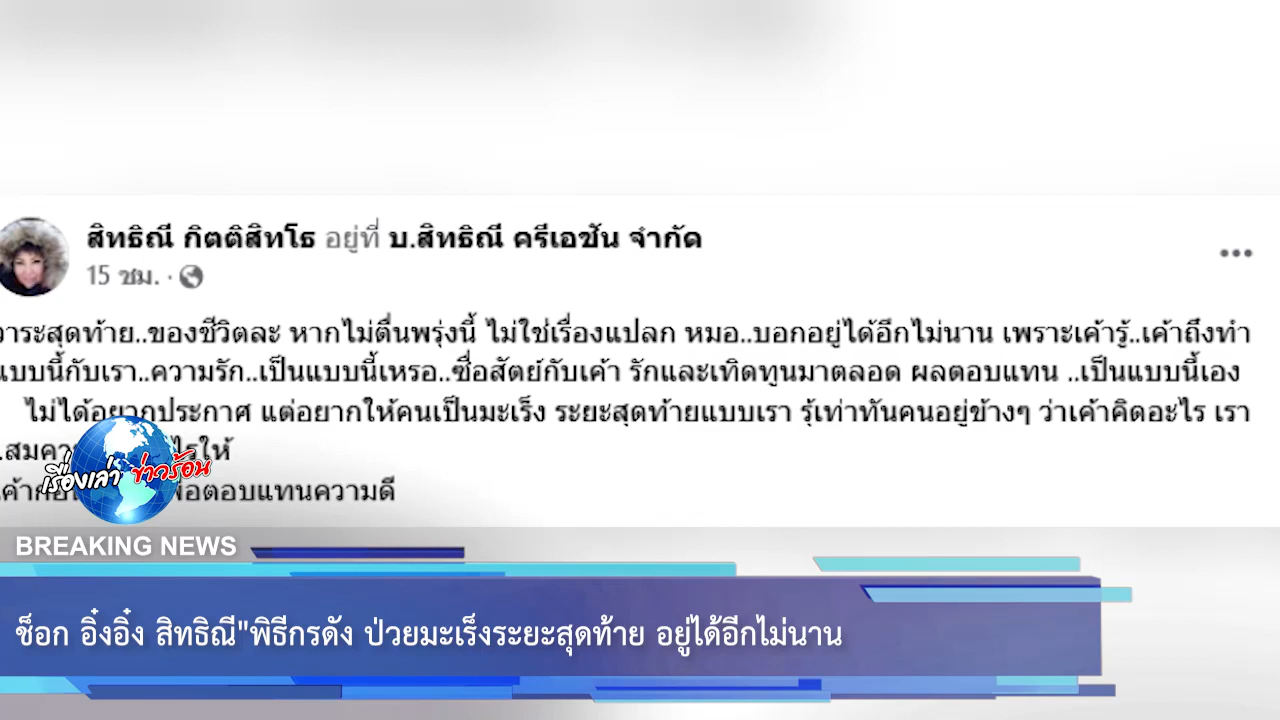 สิทธิณี กิตติสิทโธ อยู่ที่ บ.สิทธิณี ครีเอชั่น จำกัด
15 ชม. ·
วาระสุดท้าย..ของชีวิตละ หากไม่ตื่นพรุ่งนี้ ไม่ใช่เรื่องแปลก หมอ..บอกอยู่ได้อีกไม่นาน เพราะเค้ารู้..เค้าถึงทำ
แบบนี้กับเรา..ความรัก..เป็นแบบนี้เหรอ..ซื่อสัตย์กับเค้า รักและเทิดทูนมาตลอด ผลตอบแทน ..เป็นแบบนี้เอง
ไม่ได้อยากประกาศ แต่อยากให้คนเป็นมะเร็ง ระยะสุดท้ายแบบเรา รู้เท่าทันคนอยู่ข้างๆ ว่าเค้าคิดอะไร เรา
ให้
ตอบแทนความดี
เรื่องเล่า ข่าวร้อน
BREAKING NEWS
ช็อก อิ๋งอิ๋ง สิทธิณี"พิธีกรดัง ป่วยมะเร็งระยะสุดท้าย อยู่ได้อีกไม่นาน